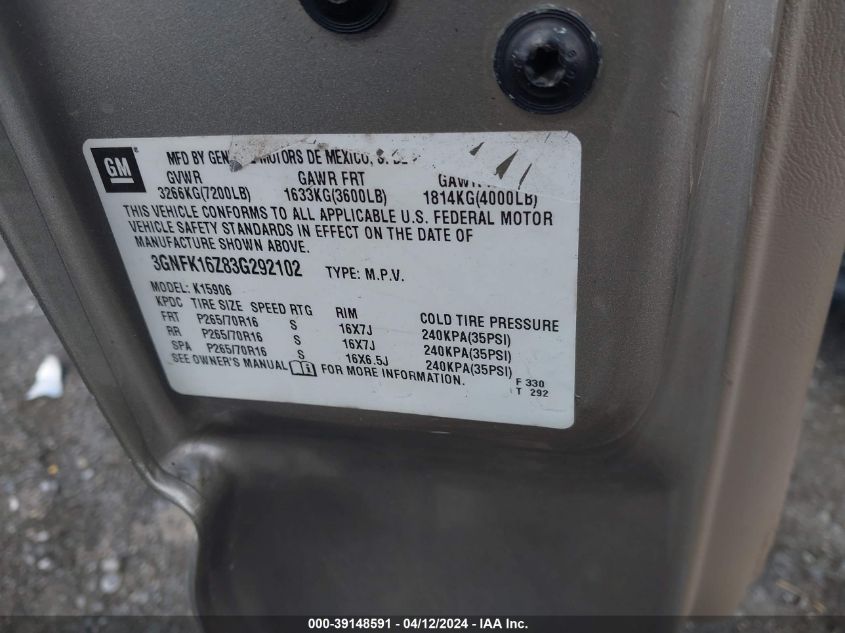 GM
MFD BY GENERAL MOTORS DE MEXICO, S.
GVWR GAWR FRT GAWR
3266KG(7200LB) 1633KG(3600LB) 1814KG(4000LB)
THIS VEHICLE CONFORMS TO ALL APPLICABLE U.S. FEDERAL MOTOR
VEHICLE SAFETY STANDARDS IN EFFECT ON THE DATE OF
MANUFACTURE SHOWN ABOVE.
3GNFK16Z83G292102 TYPE: M.P.V.
MODEL: K15906
KPDC TIRE SIZE SPEED RTG RIM COLD TIRE PRESSURE
FRT P265/70R16 S 16X7J 240KPA(35PSI)
RR P265/70R16 S 16X7J 240KPA(35PSI)
SPA P265/70R16 S 16X6.5J 240KPA(35PSI)
SEE OWNER'S MANUAL FOR MORE INFORMATION.
F 330
T 292
000-39148591 - 04/12/2024 - IAA Inc.